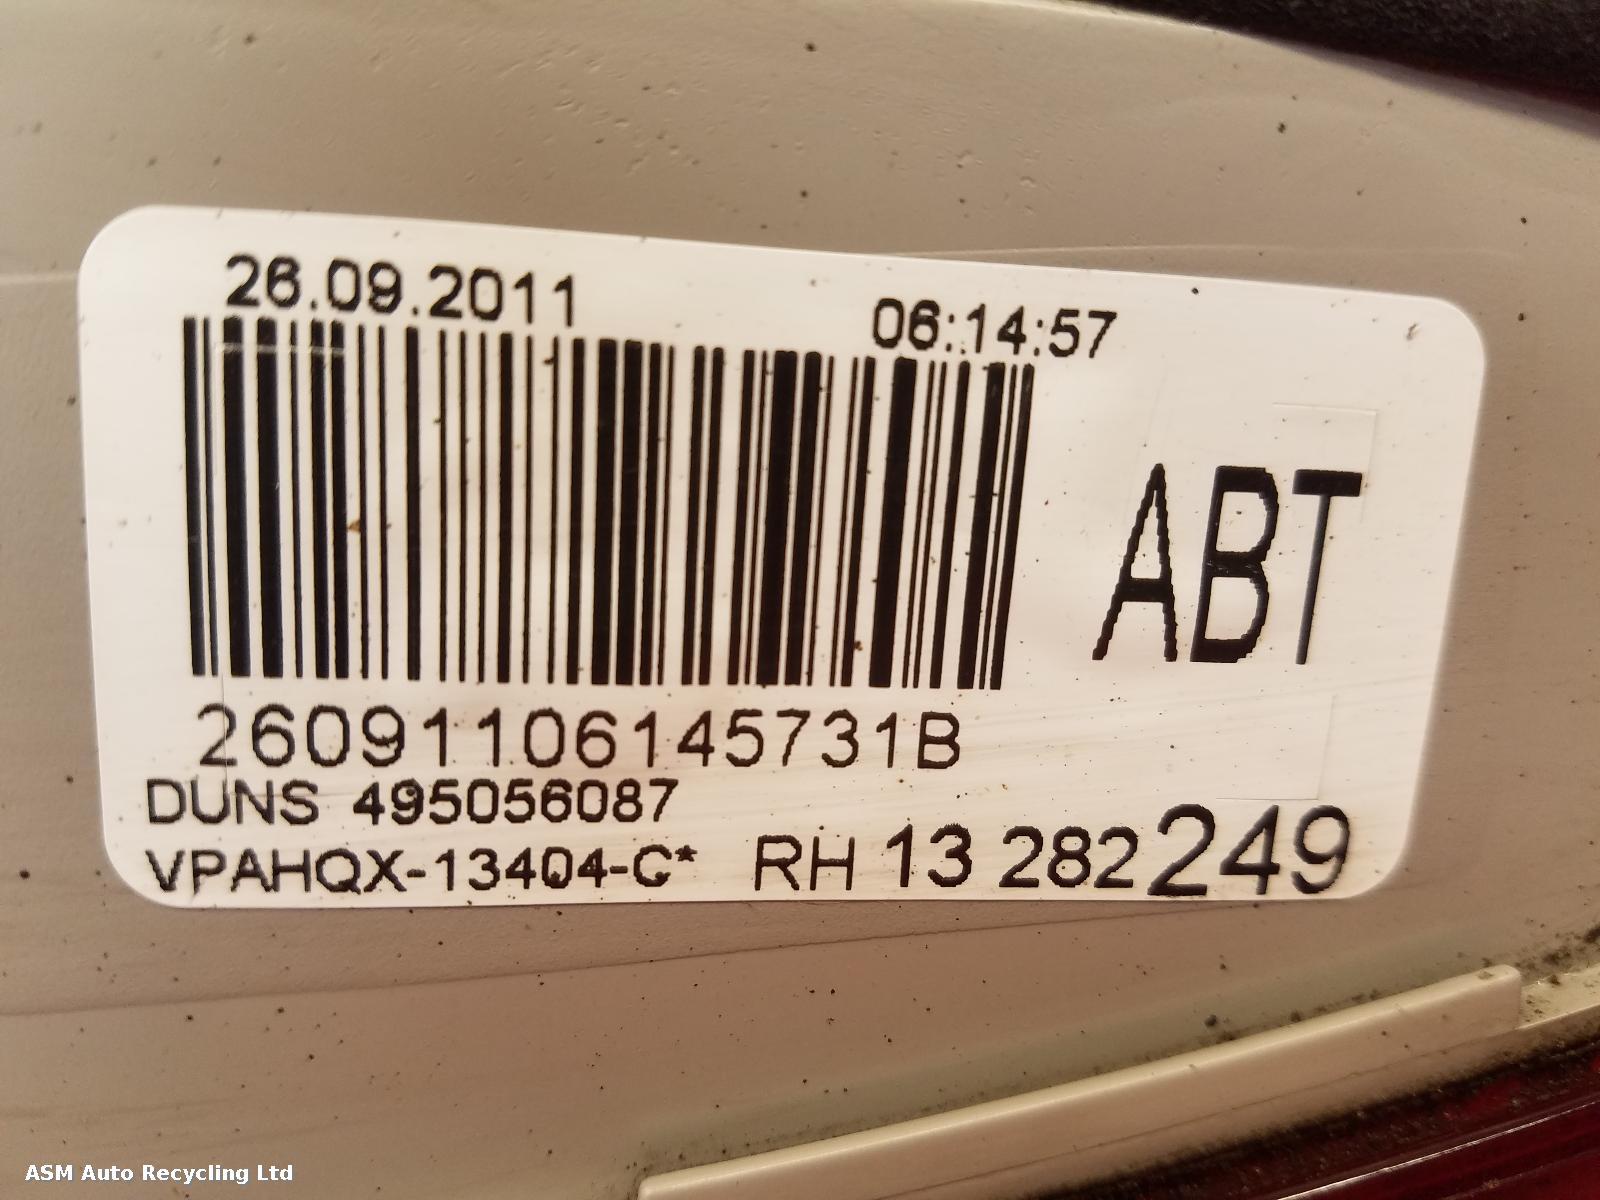 26.09.2011 06:14:57
ABT
26091106145731B
DUNS 495056087
VPAHQX-13404-C* RH 13 282 249
ASM Auto Recycling Ltd